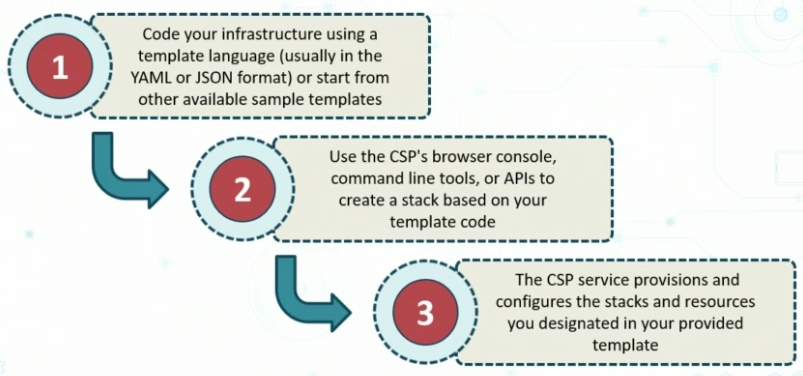 1
Code your infrastructure using a
template language (usually in the
YAML or JSON format) or start from
other available sample templates
2
Use the CSP's browser console,
command line tools, or APIs to
create a stack based on your
template code
3
The CSP service provisions and
configures the stacks and resources
you designated in your provided
template